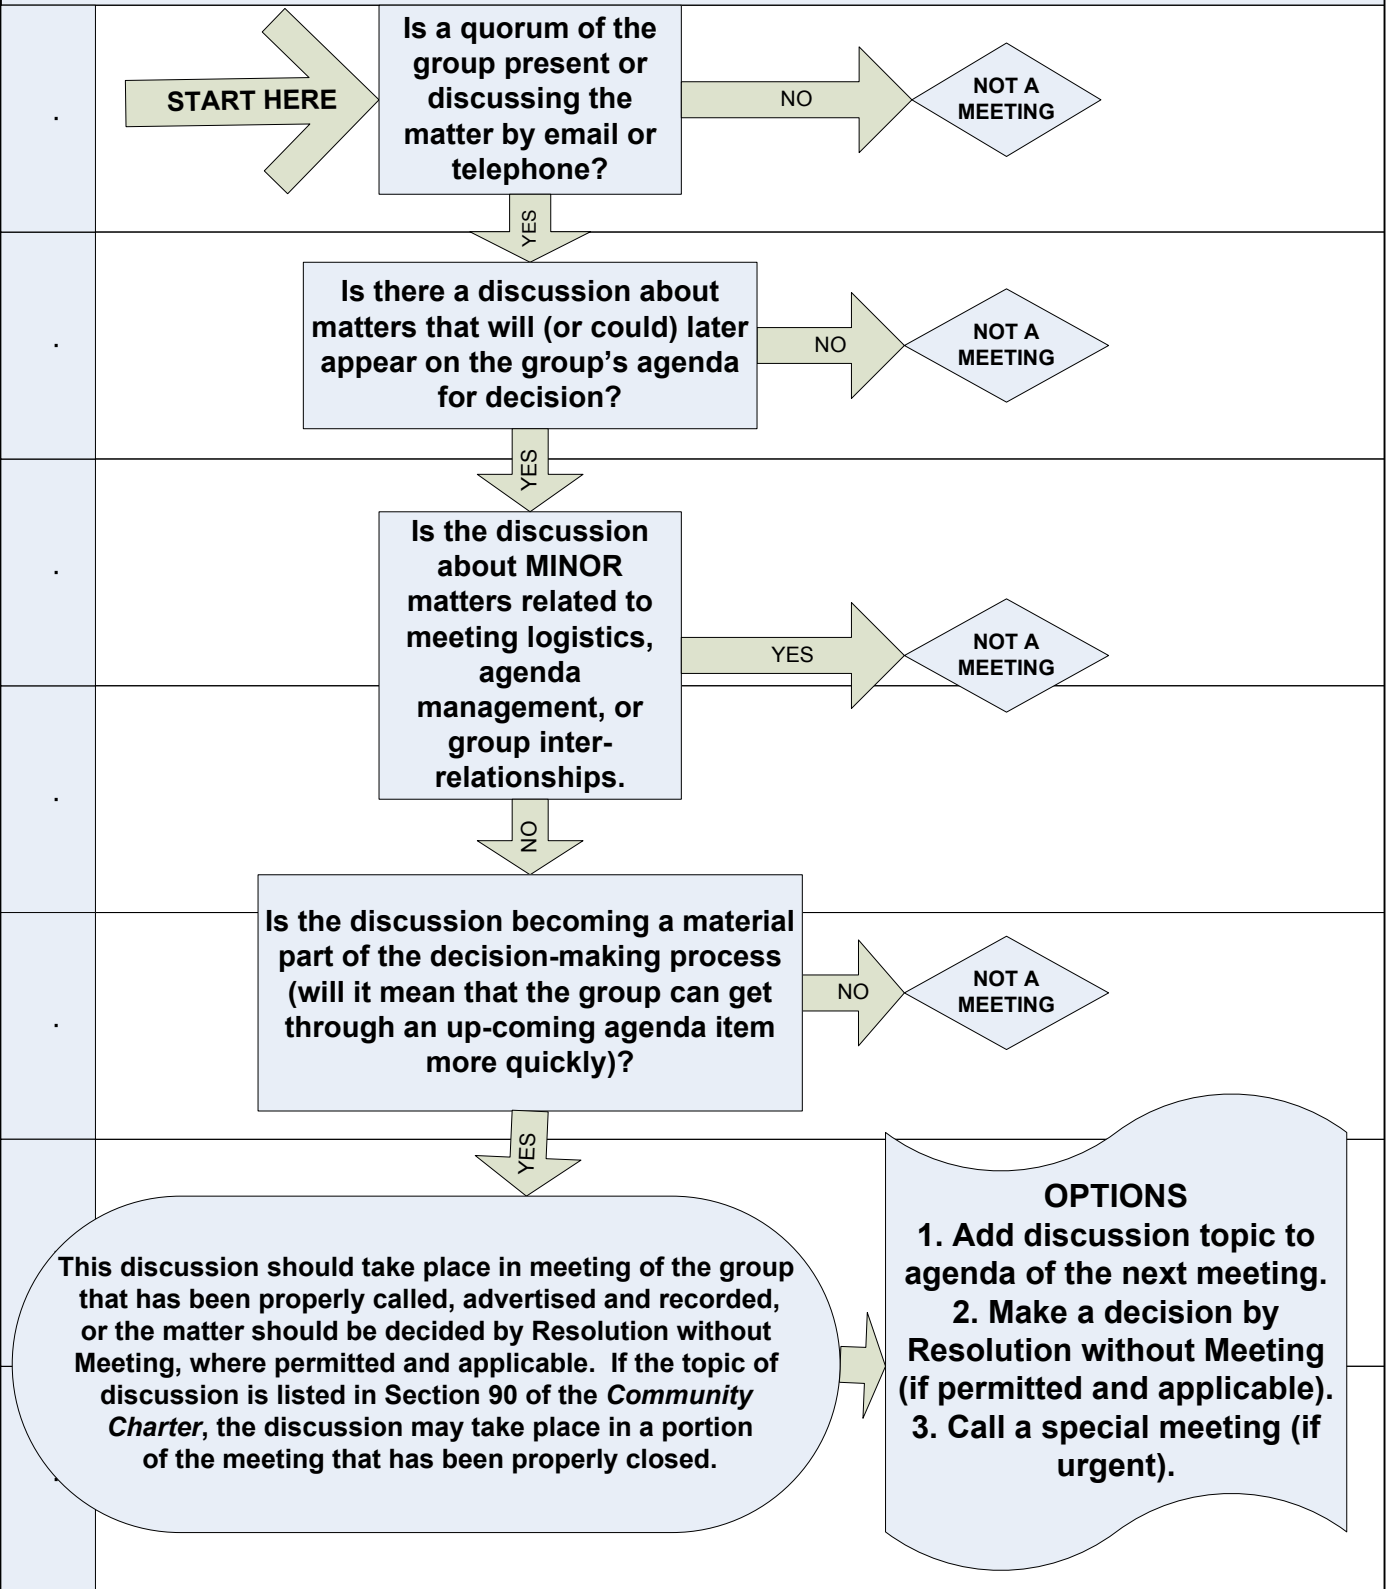 START HERE
Is a quorum of the
group present or
discussing the
matter by email or
telephone?
NO
NOT A
MEETING
YES
Is there a discussion about
matters that will (or could) later
appear on the group’s agenda
for decision?
NO
NOT A
MEETING
YES
Is the discussion
about MINOR
matters related to
meeting logistics,
agenda
management, or
group inter-
relationships.
YES
NOT A
MEETING
NO
Is the discussion becoming a material
part of the decision-making process
(will it mean that the group can get
through an up-coming agenda item
more quickly)?
NO
NOT A
MEETING
YES
This discussion should take place in meeting of the group
that has been properly called, advertised and recorded,
or the matter should be decided by Resolution without
Meeting, where permitted and applicable.  If the topic of
discussion is listed in Section 90 of the Community
Charter, the discussion may take place in a portion
of the meeting that has been properly closed.
OPTIONS
1. Add discussion topic to
agenda of the next meeting.
2. Make a decision by
Resolution without Meeting
(if permitted and applicable).
3. Call a special meeting (if
urgent).